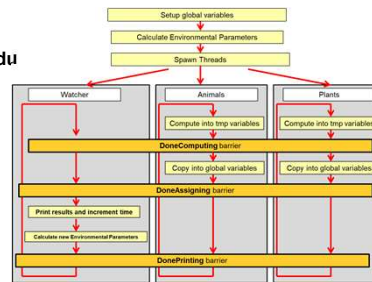 Setup global variables
Calculate Environmental Parameters
du
Spawn Threads
Watcher
Animals
Plants
Compute into tmp variables
Compute into tmp variables
DoneComputing barrier
Copy into global variables
Copy into global variables
DoneAssigning barrier
Print results and increment time
Calculate new Environmental Parameters
DonePrinting barrier